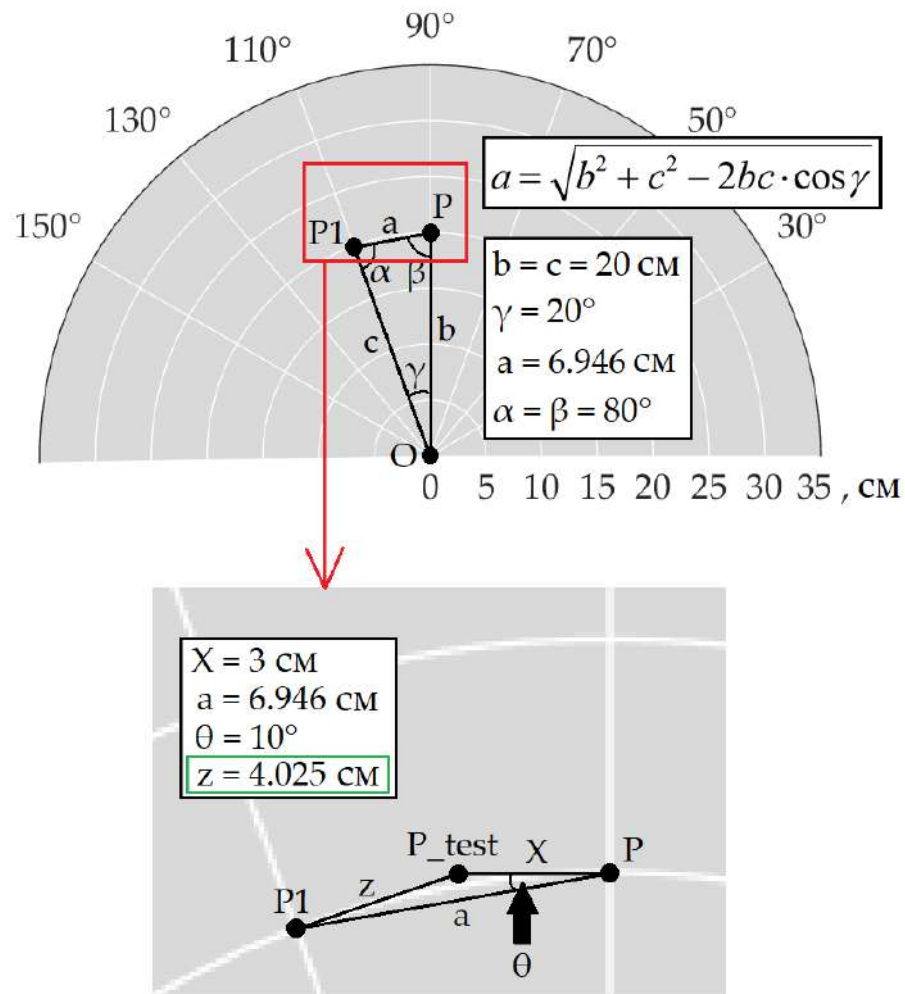 90°
110°
70°
130°
50°
150°
30°
a = √b² + c² − 2bc · cos γ
P1
a
P
α
β
b = c = 20 см
γ = 20°
a = 6.946 см
α = β = 80°
c
b
γ
O
0 5 10 15 20 25 30 35 , см
X = 3 см
a = 6.946 см
θ = 10°
z = 4.025 см
P_test
X
P
z
P1
a
θ